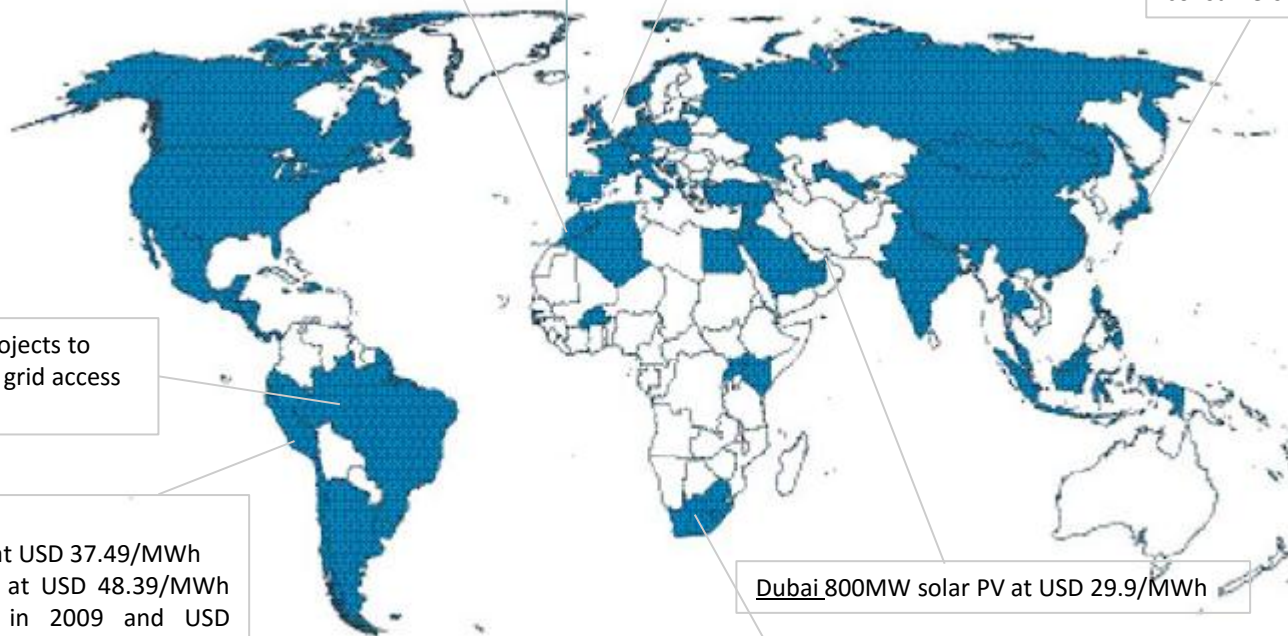 ojects to
grid access
at USD 37.49/MWh
at USD 48.39/MWh
in 2009 and USD
Dubai 800MW solar PV at USD 29.9/MWh